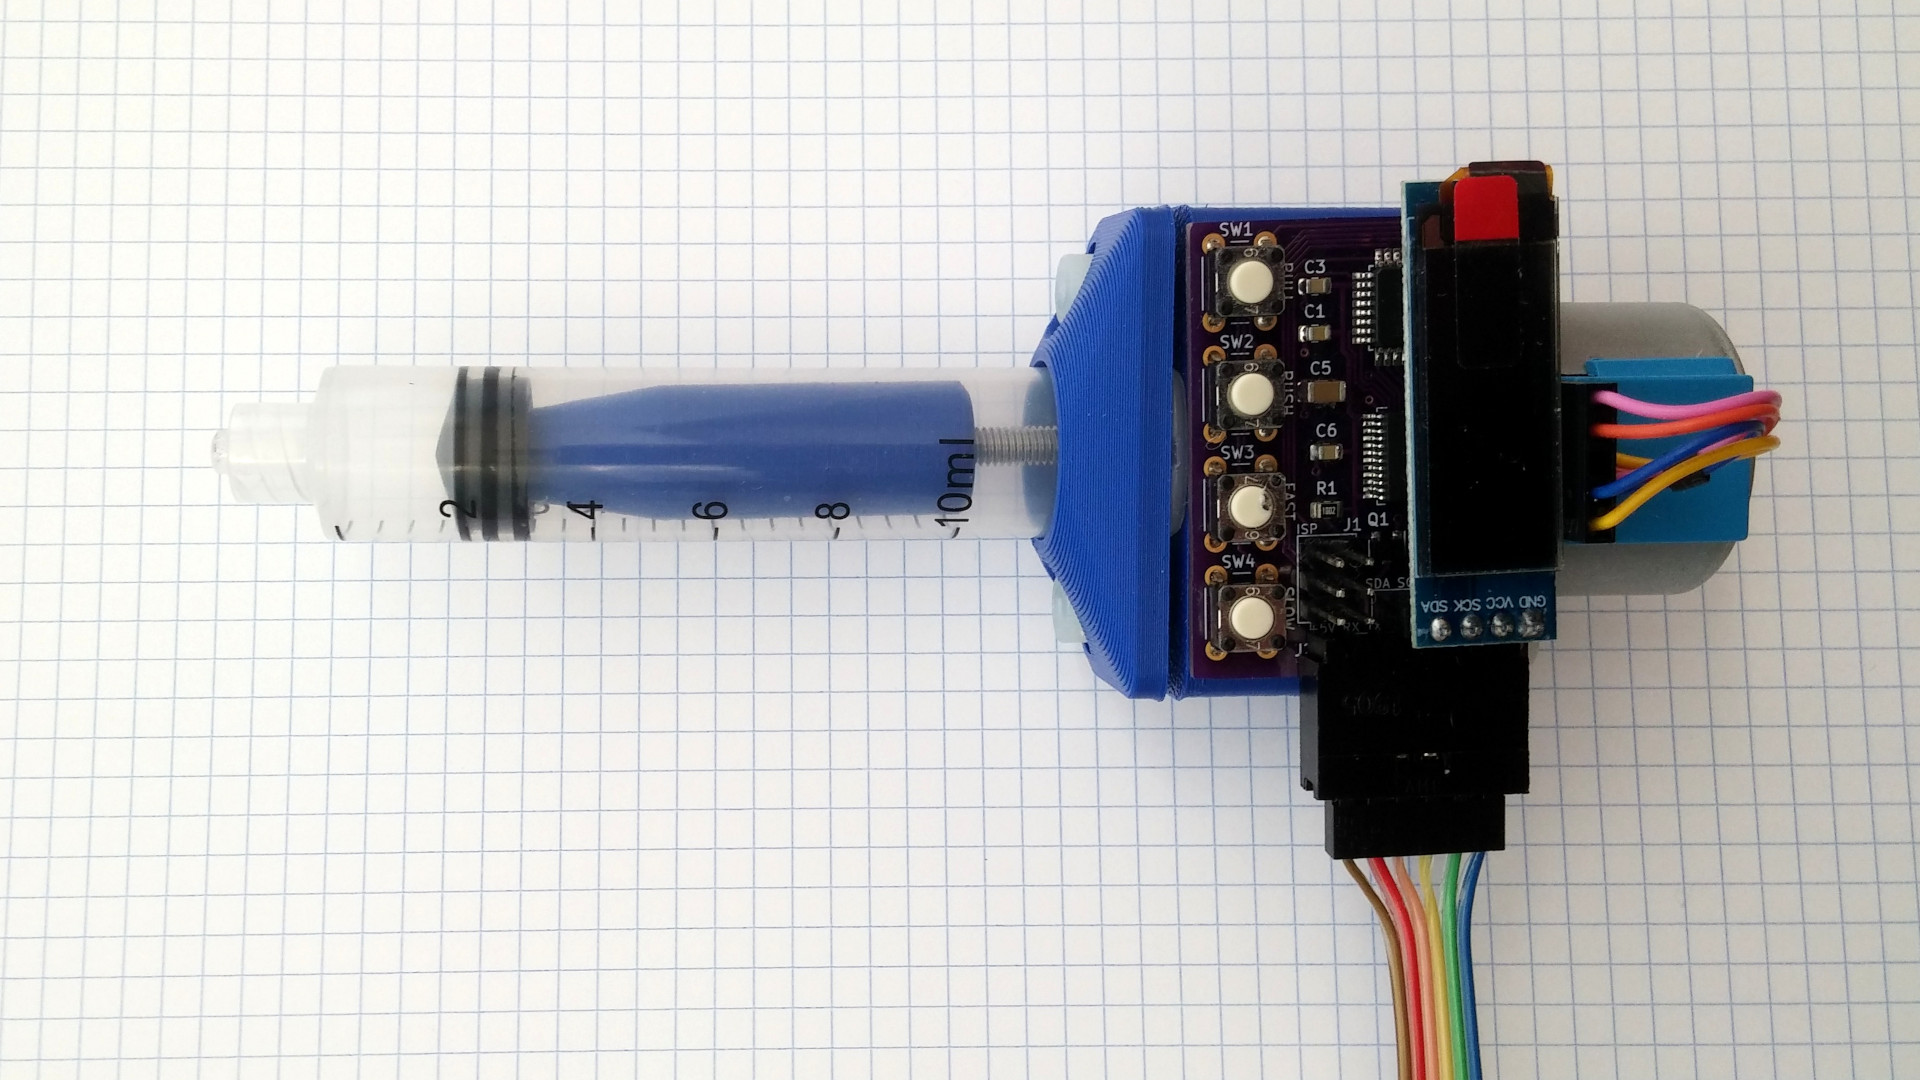 2
4
6
8
10ml
SW1
PULL
C3
C1
SW2
PUSH
C5
C6
SW3
FAST
R1
1002
ISP
J1
Q1
SW4
SLOW
SDA
5V RX TX
GND VCC SCK SDA